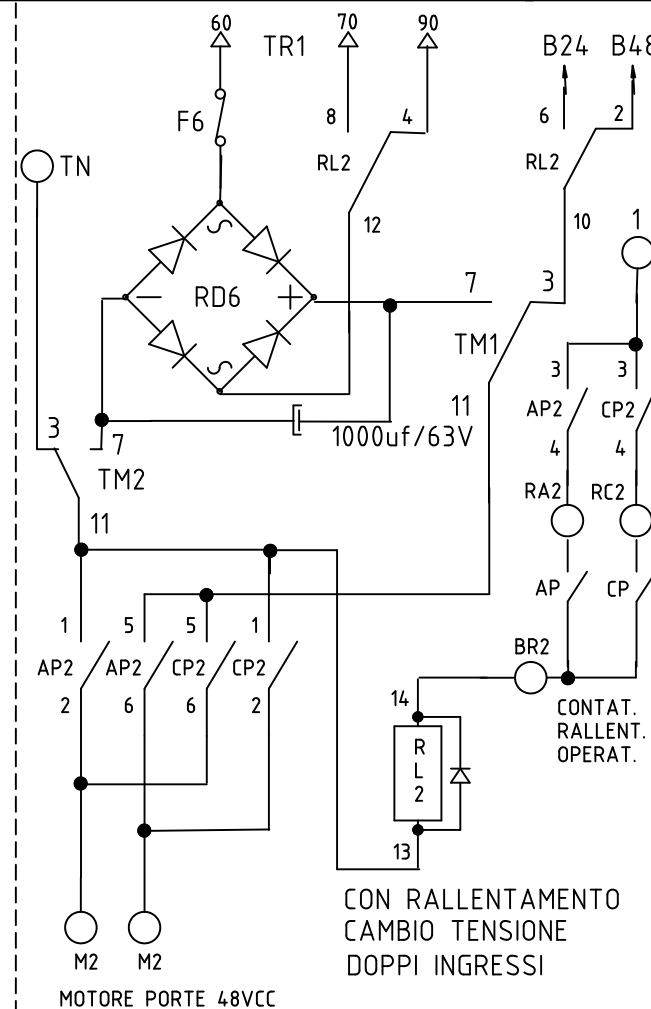 60 TR1 70 90 B24 B48
F6 8 4 6 2
TN RL2 RL2
12 10 1
RD6 7 3
TM1
3 7 1000uf/63V 11 3 3
TM2 AP2 CP2
11 4 4
RA2 RC2
AP CP
1 5 5 1
AP2 AP2 CP2 CP2 BR2
2 6 6 2 14
CONTAT.
RALLENT.
OPERAT.
R
L
2
13
CON RALLENTAMENTO
CAMBIO TENSIONE
DOPPI INGRESSI
M2 M2
MOTORE PORTE 48VCC